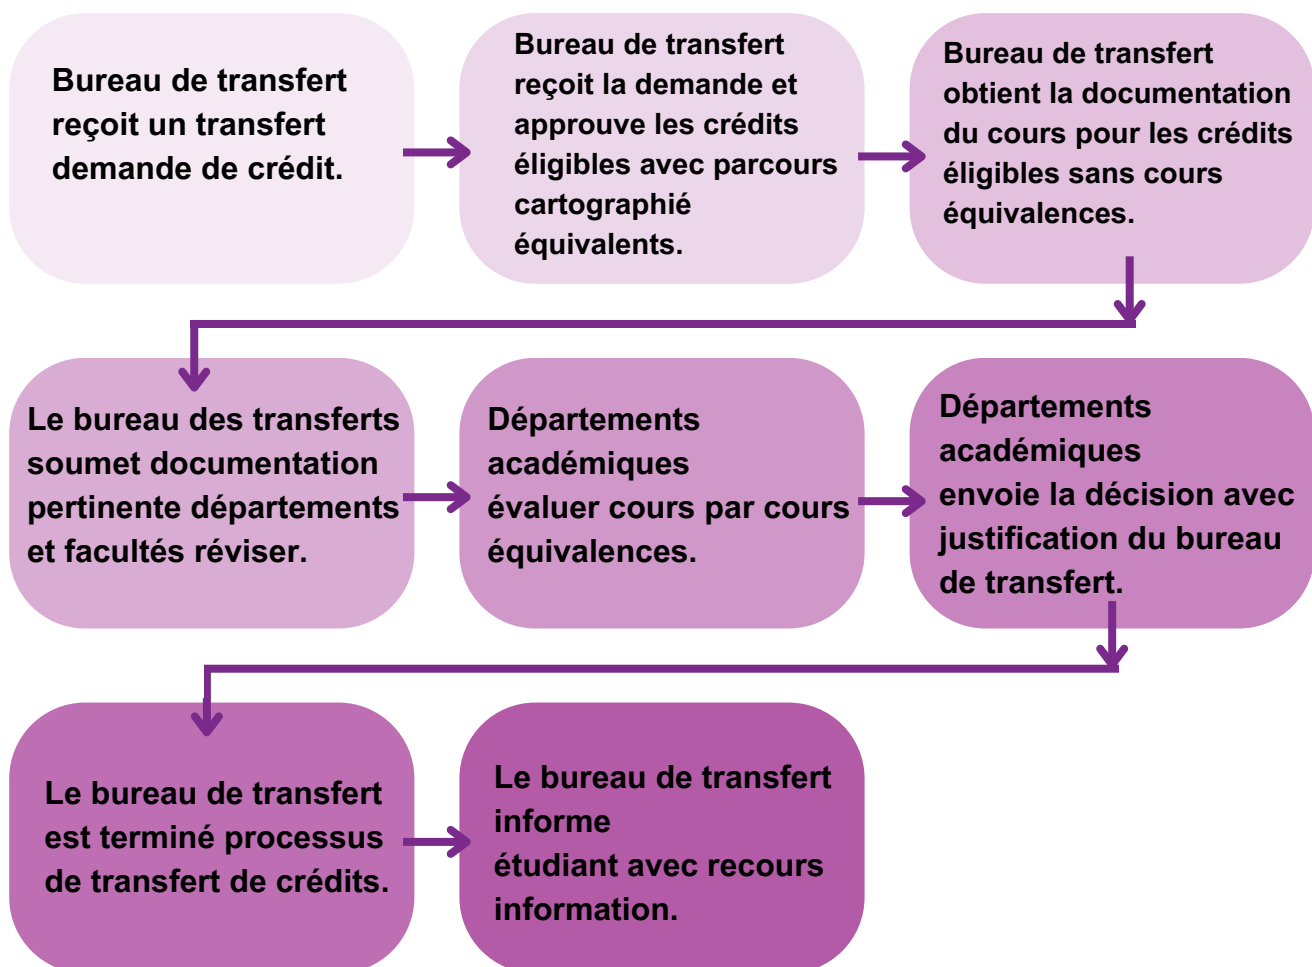 Bureau de transfert
reçoit un transfert
demande de crédit.
Bureau de transfert
reçoit la demande et
approuve les crédits
éligibles avec parcours
cartographié
équivalents.
Bureau de transfert
obtient la documentation
du cours pour les crédits
éligibles sans cours
équivalences.
Le bureau des transferts
soumet documentation
pertinente départements
et facultés réviser.
Départements
académiques
évaluer cours par cours
équivalences.
Départements
académiques
envoie la décision avec
justification du bureau
de transfert.
Le bureau de transfert
est terminé processus
de transfert de crédits.
Le bureau de transfert
informe
étudiant avec recours
information.